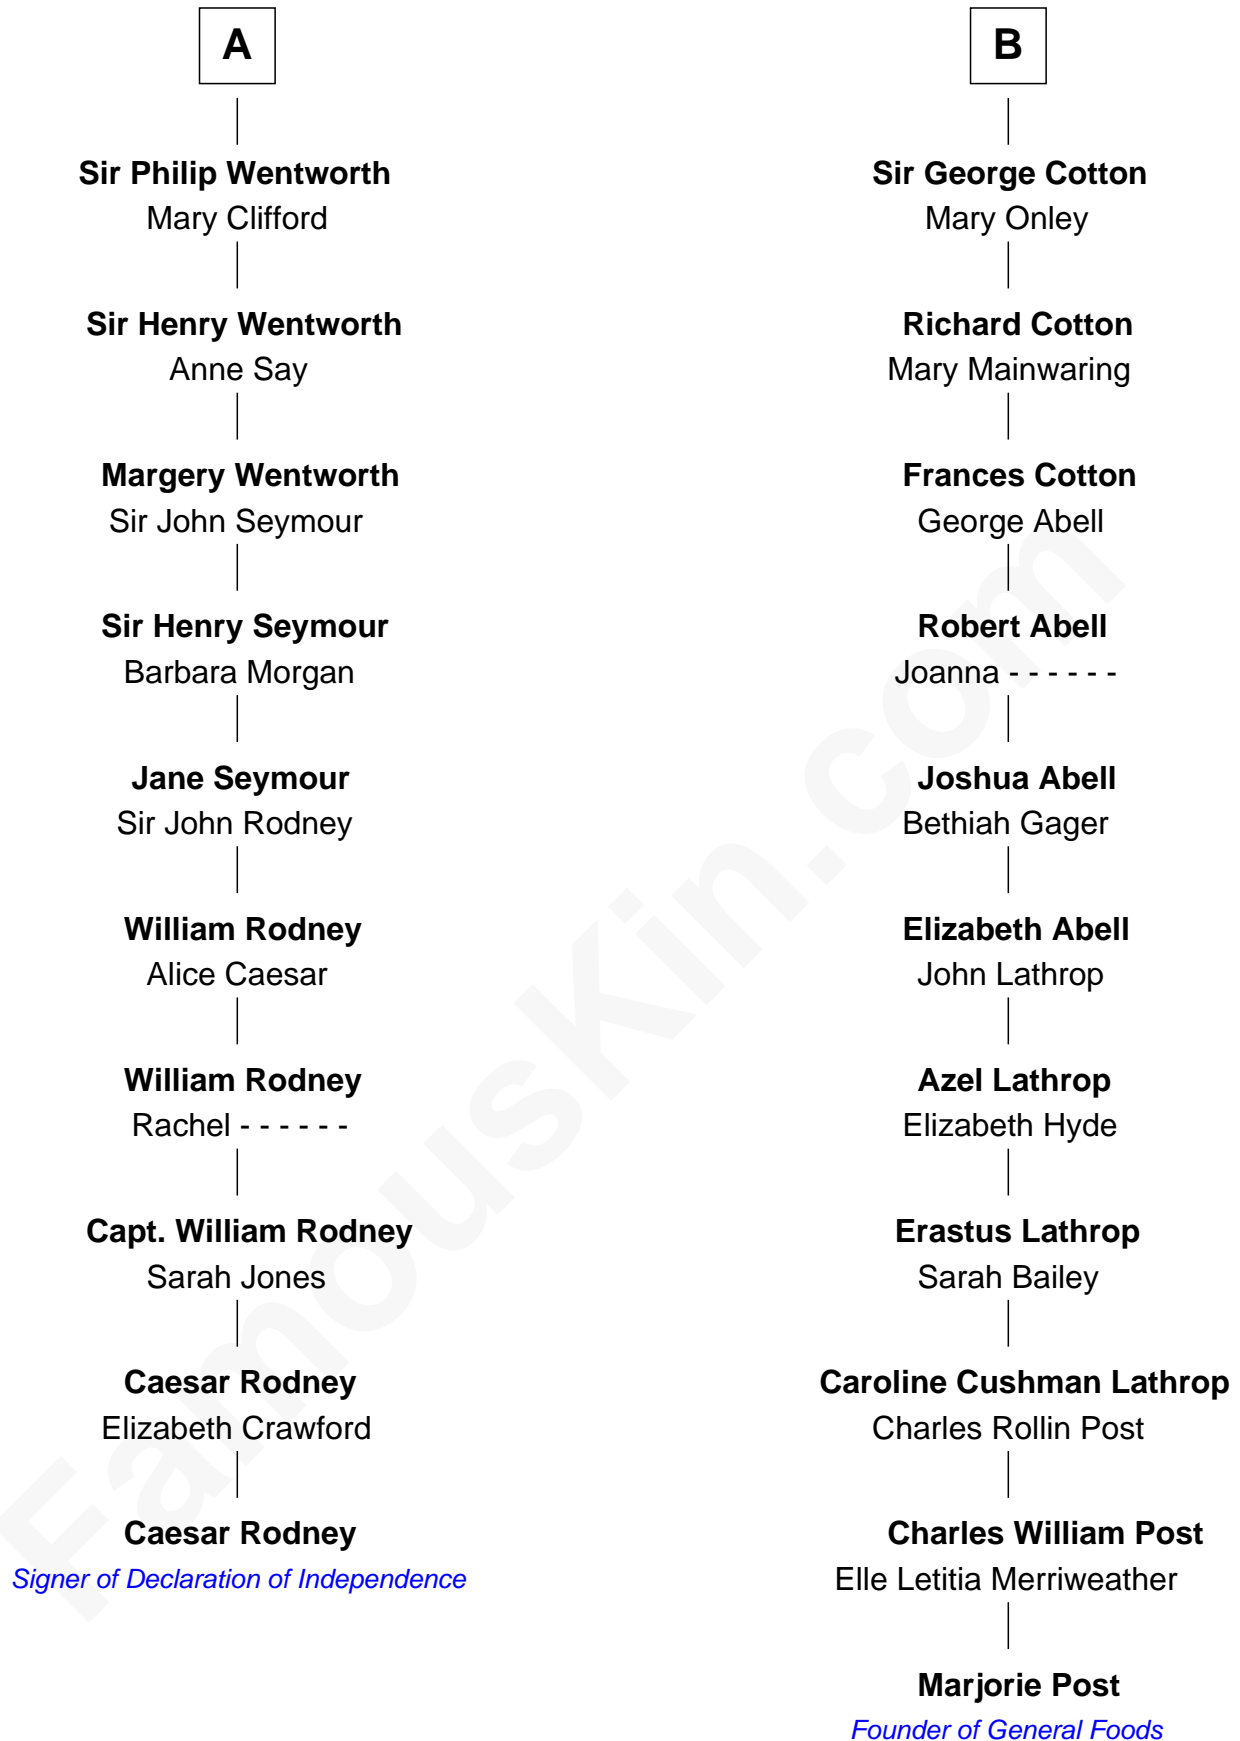 A
Sir Philip Wentworth
Mary Clifford
Sir Henry Wentworth
Anne Say
Margery Wentworth
Sir John Seymour
Sir Henry Seymour
Barbara Morgan
Jane Seymour
Sir John Rodney
William Rodney
Alice Caesar
William Rodney
Rachel - - - - - -
Capt. William Rodney
Sarah Jones
Caesar Rodney
Elizabeth Crawford
Caesar Rodney
Signer of Declaration of Independence
B
Sir George Cotton
Mary Onley
Richard Cotton
Mary Mainwaring
Frances Cotton
George Abell
Robert Abell
Joanna - - - - - -
Joshua Abell
Bethiah Gager
Elizabeth Abell
John Lathrop
Azel Lathrop
Elizabeth Hyde
Erastus Lathrop
Sarah Bailey
Caroline Cushman Lathrop
Charles Rollin Post
Charles William Post
Elle Letitia Merriweather
Marjorie Post
Founder of General Foods
FamousKin.com